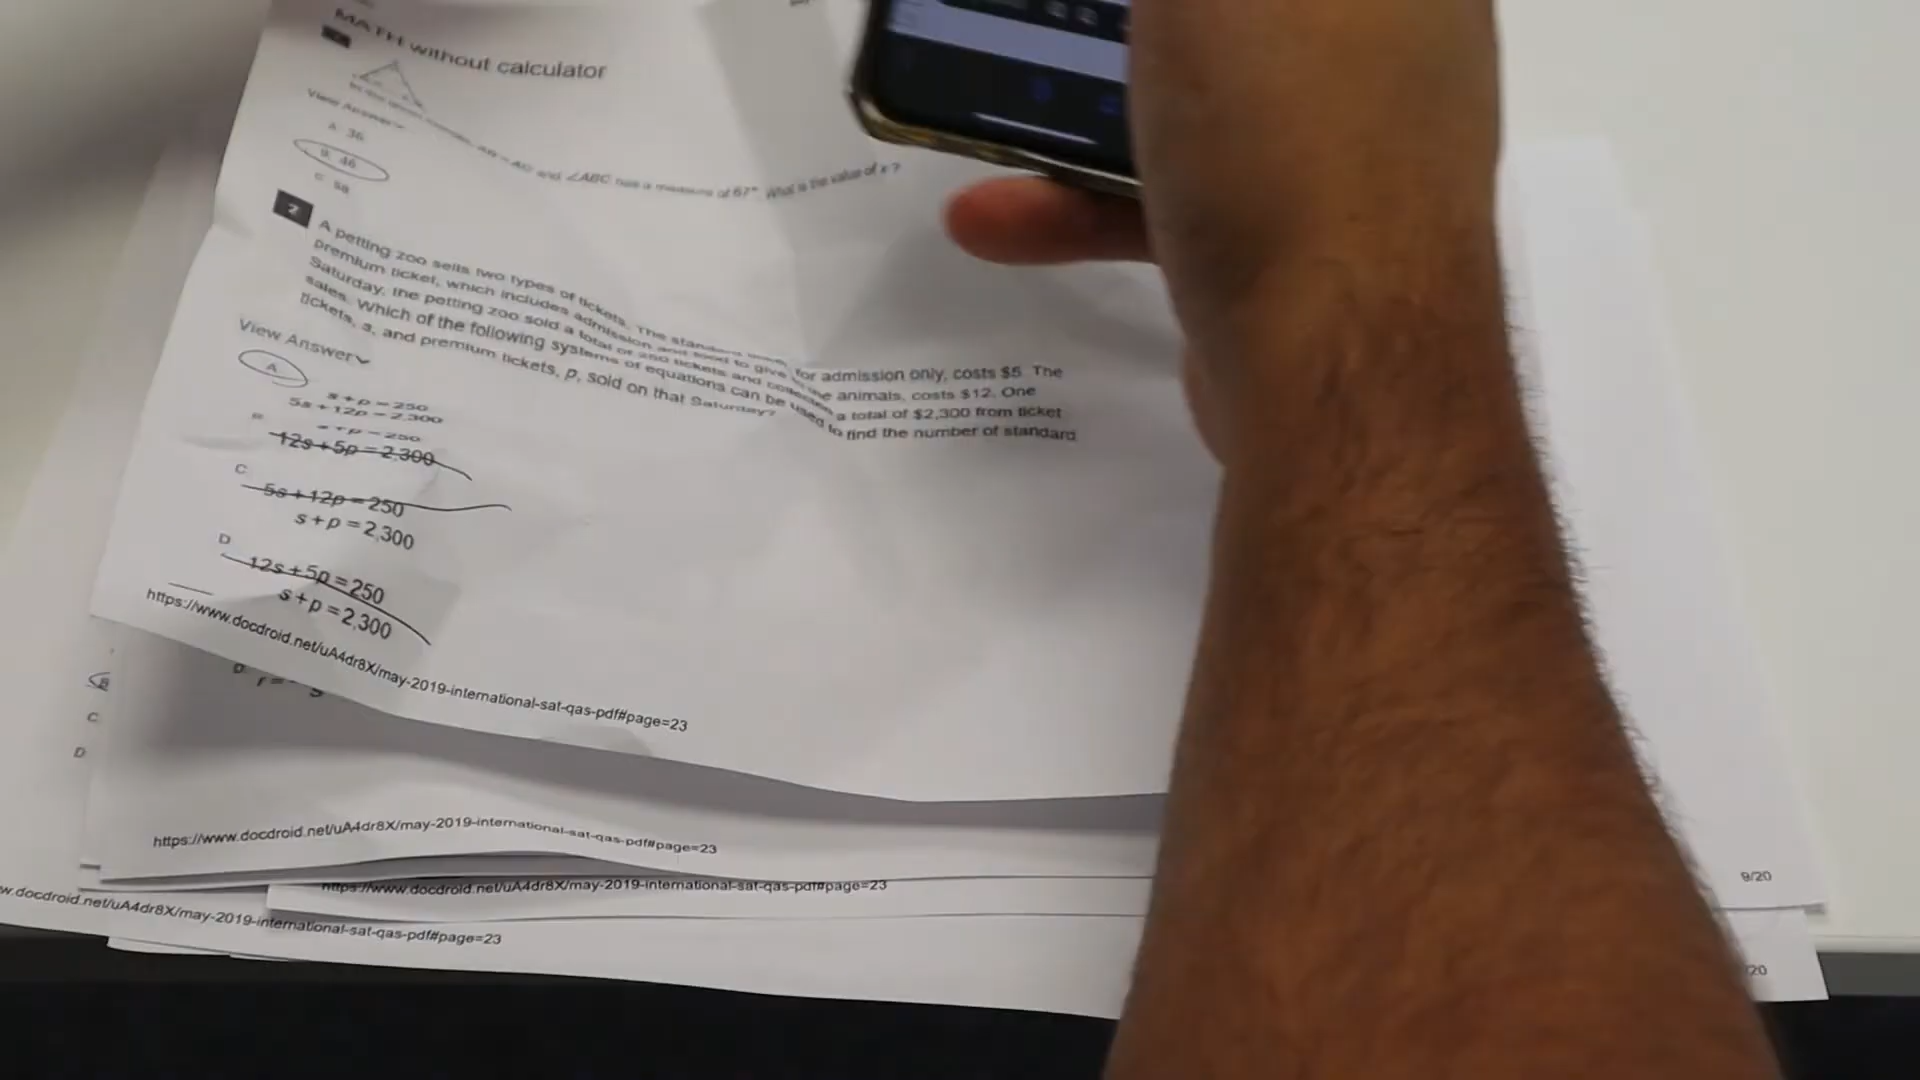 MATH without calculator
View Answer
A. 36
B. 46
C. 58
AB = AC and ∠ABC has a measure of 67°. What is the value of x ?
2
A petting zoo sells two types of tickets. The standard for admission only, costs $5. The
premium ticket, which includes admission and food to give animals, costs $12. One
Saturday, the petting zoo sold a total of 250 tickets and a total of $2,300 from ticket
sales. Which of the following systems of equations can be used to find the number of standard
tickets, s, and premium tickets, p, sold on that Saturday?
View Answer
A.
s+p=250
5s+12p=2,300
s+p=250
12s+5p=2,300
C
5s+12p=250
s+p=2,300
D
12s+5p=250
s+p=2,300
https://www.docdroid.net/uA4dr8X/may-2019-international-sat-qas-pdf#page=23
B
C
D
https://www.docdroid.net/uA4dr8X/may-2019-international-sat-qas-pdf#page=23
https://www.docdroid.net/uA4dr8X/may-2019-international-sat-qas-pdf#page=23
9/20
w.docdroid.net/uA4dr8X/may-2019-international-sat-qas-pdf#page=23
/20